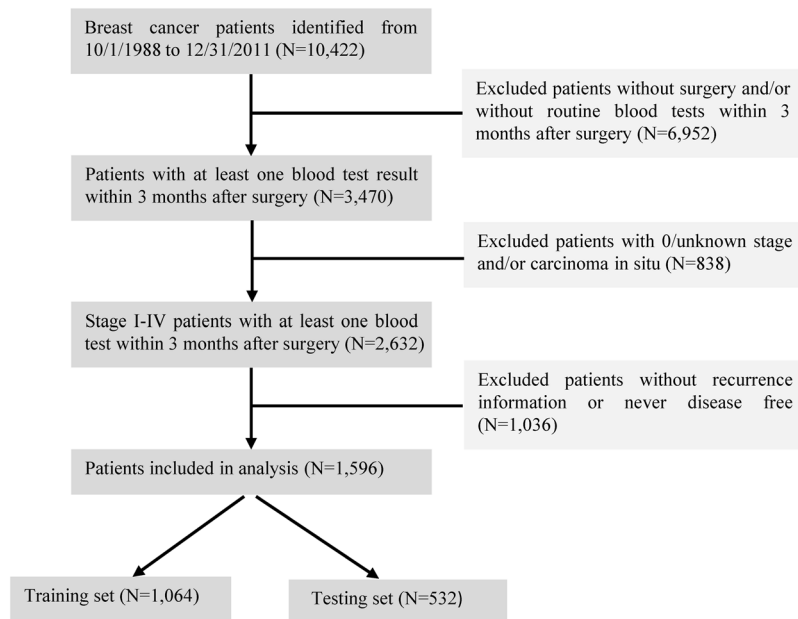 Breast cancer patients identified from
10/1/1988 to 12/31/2011 (N=10,422)
Excluded patients without surgery and/or
without routine blood tests within 3
months after surgery (N=6,952)
Patients with at least one blood test result
within 3 months after surgery (N=3,470)
Excluded patients with 0/unknown stage
and/or carcinoma in situ (N=838)
Stage I-IV patients with at least one blood
test within 3 months after surgery (N=2,632)
Excluded patients without recurrence
information or never disease free
(N=1,036)
Patients included in analysis (N=1,596)
Training set (N=1,064)
Testing set (N=532)